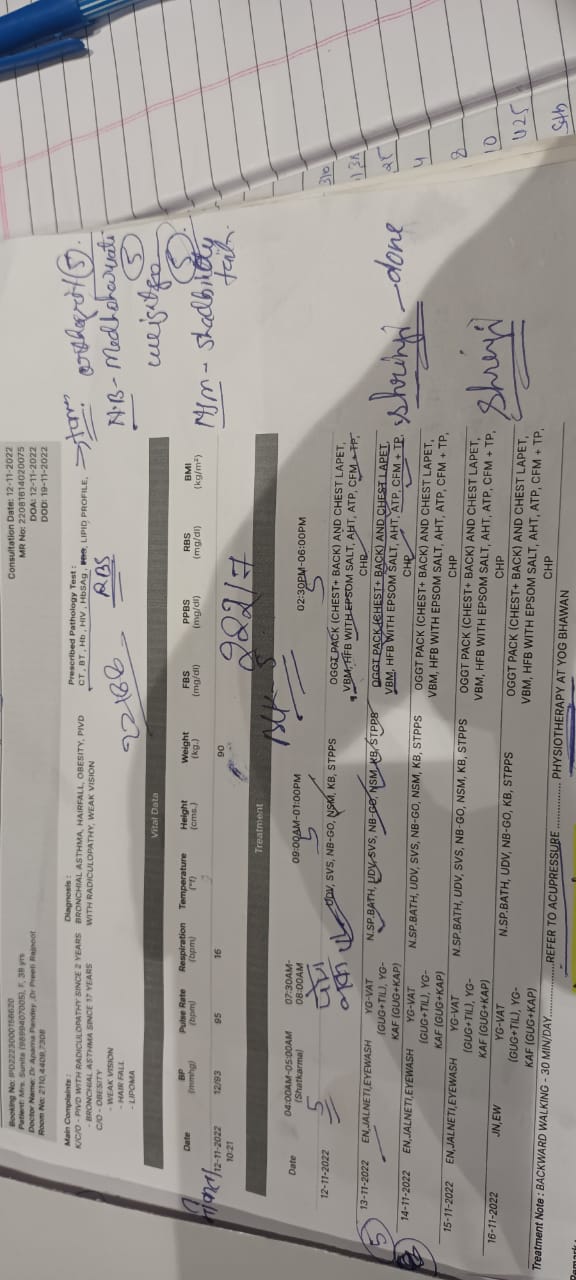 Booking No: IPD2223000156620
Patient: Mrs. Sunita (9899407005), F, 39 yrs
Doctor Name: Dr Aparna Panday ,Dr Preeti Rajpoot
Room No: 2110, 6409,7308
Consultation Date: 12-11-2022
MR No: 22081614020075
DOA: 12-11-2022
DOD: 19-11-2022
Main Complaints :
K/C/O - PIVD WITH RADICULOPATHY SINCE 2 YEARS
- BRONCHIAL ASTHMA SINCE 17 YEARS
C/O - OBESITY
WEAK VISION
- HAIR FALL
- LIPOMA
Diagnosis :
BRONCHIAL ASTHMA, HAIRFALL, OBESITY, PIVD
WITH RADICULOPATHY, WEAK VISION
Prescribed Pathology Test :
CT , BT , Hb , HIV , HbSAg , RBS, LIPID PROFILE,
RBS
22186
orthogrit (5)
N.B - Medhoharvati
(5)
M/m - Shallaki
(5)
Vital Data
Date BP (mmhg) Pulse Rate (bpm) Respiration (bpm) Temperature (°f) Height (cms.) Weight (kg.) FBS (mg/dl) PPBS (mg/dl) RBS (mg/dl) BMI (kg/m²)
12-11-2022 10:21 12/93 95 16 90
22217
Treatment
Date 04:00AM-05:00AM (Shatkarma) 07:30AM-08:00AM 09:00AM-01:00PM 02:30PM-06:00PM
5 5 5
12-11-2022 UDV, SVS, NB-GO, NSM, KB, STPPS OGGT PACK (CHEST+ BACK) AND CHEST LAPET,
VBM, HFB WITH EPSOM SALT, AHT, ATP, CFM + TP,
CHP
(5) 13-11-2022 EN,JALNETI,EYEWASH YG-VAT (GUG+TIL), YG-KAF (GUG+KAP) N.SP.BATH, UDV, SVS, NB-GO, NSM, KB, STPPS OGGT PACK (CHEST+ BACK) AND CHEST LAPET,
VBM, HFB WITH EPSOM SALT, AHT, ATP, CFM + TP,
CHP
Shriniji - done
14-11-2022 EN,JALNETI,EYEWASH YG-VAT (GUG+TIL), YG-KAF (GUG+KAP) N.SP.BATH, UDV, SVS, NB-GO, NSM, KB, STPPS OGGT PACK (CHEST+ BACK) AND CHEST LAPET,
VBM, HFB WITH EPSOM SALT, AHT, ATP, CFM + TP,
CHP
15-11-2022 EN,JALNETI,EYEWASH YG-VAT (GUG+TIL), YG-KAF (GUG+KAP) N.SP.BATH, UDV, SVS, NB-GO, NSM, KB, STPPS OGGT PACK (CHEST+ BACK) AND CHEST LAPET,
VBM, HFB WITH EPSOM SALT, AHT, ATP, CFM + TP,
CHP
16-11-2022 JN,EW YG-VAT (GUG+TIL), YG-KAF (GUG+KAP) N.SP.BATH, UDV, NB-GO, KB, STPPS OGGT PACK (CHEST+ BACK) AND CHEST LAPET,
VBM, HFB WITH EPSOM SALT, AHT, ATP, CFM + TP,
CHP
Treatment Note : BACKWARD WALKING - 30 MIN/DAY................REFER TO ACUPRESSURE ............... PHYSIOTHERAPY AT YOG BHAWAN
25
4
8
10